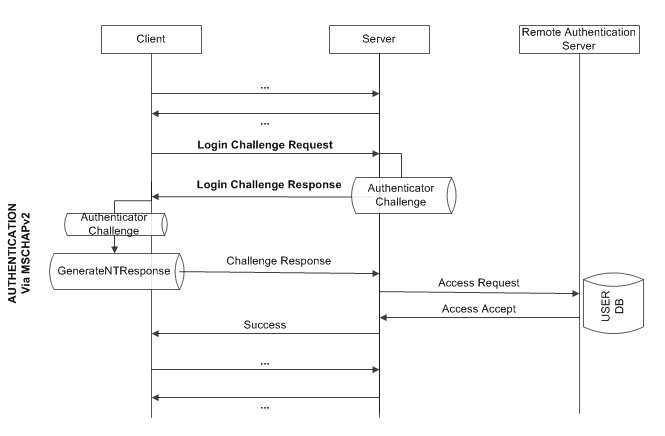 Client
Server
Remote Authentication
Server
...
...
Login Challenge Request
Login Challenge Response
Authenticator
Challenge
Authenticator
Challenge
GenerateNTResponse
Challenge Response
Access Request
Access Accept
USER
DB
Success
...
...
AUTHENTICATION
Via MSCHAPv2